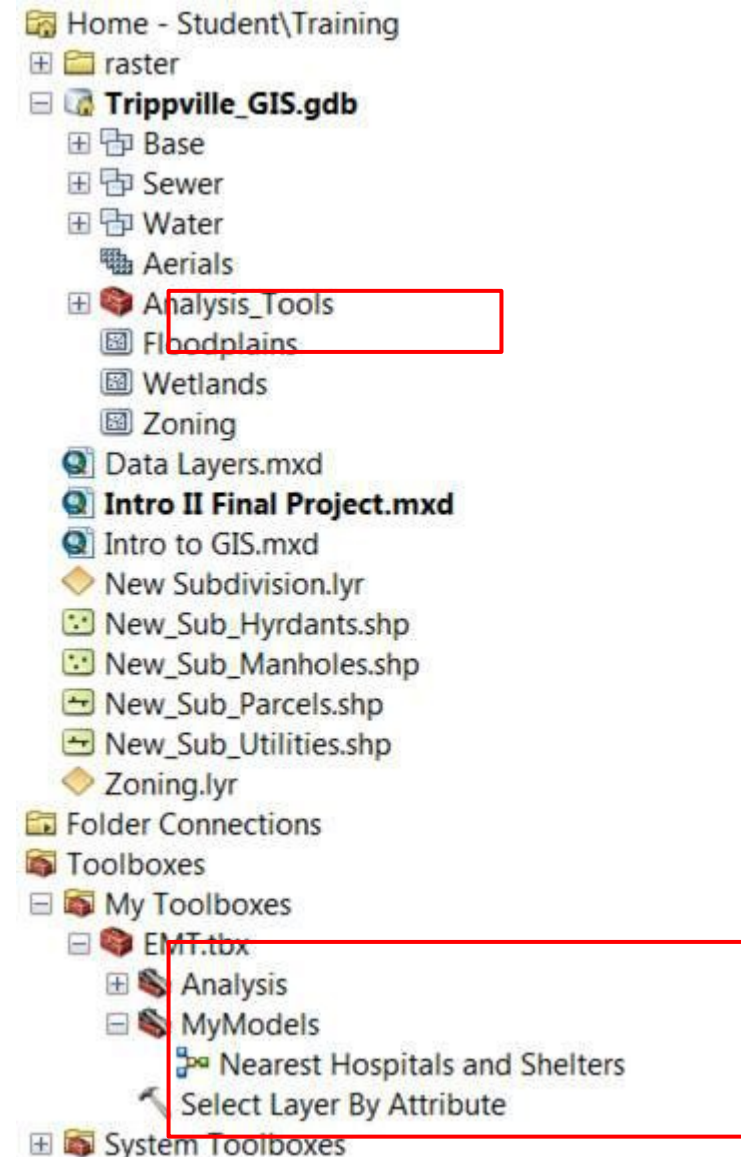 Home - Student\Training
raster
Trippville_GIS.gdb
Base
Sewer
Water
Aerials
Analysis_Tools
Floodplains
Wetlands
Zoning
Data Layers.mxd
Intro II Final Project.mxd
Intro to GIS.mxd
New Subdivision.lyr
New_Sub_Hyrdants.shp
New_Sub_Manholes.shp
New_Sub_Parcels.shp
New_Sub_Utilities.shp
Zoning.lyr
Folder Connections
Toolboxes
My Toolboxes
EMT.tbx
Analysis
MyModels
Nearest Hospitals and Shelters
Select Layer By Attribute
System Toolboxes